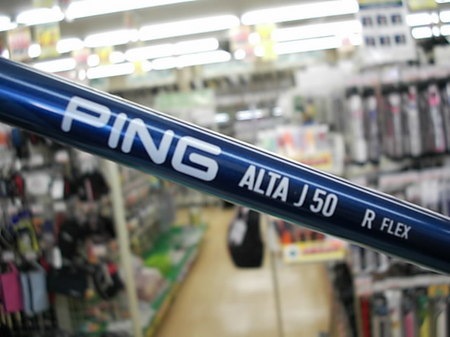 PING ALTA J 50 R FLEX